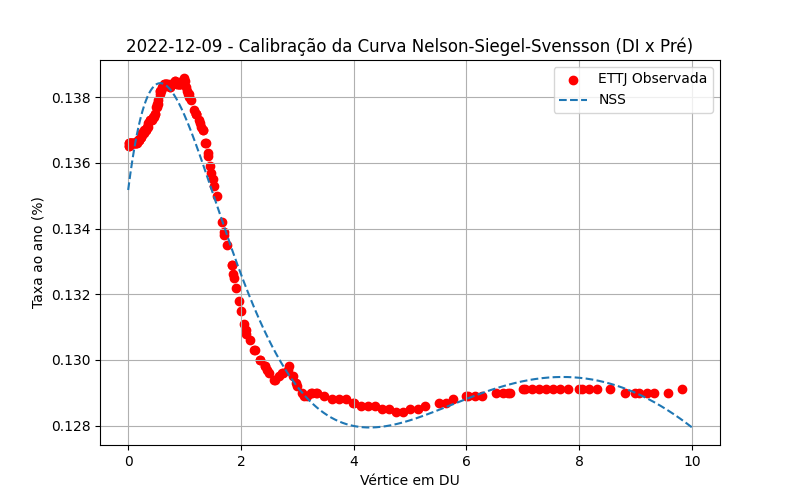 2022-12-09 - Calibração da Curva Nelson-Siegel-Svensson (DI x Pré)
ETTJ Observada
NSS
Taxa ao ano (%)
0.138
0.136
0.134
0.132
0.130
0.128
0 2 4 6 8 10
Vértice em DU